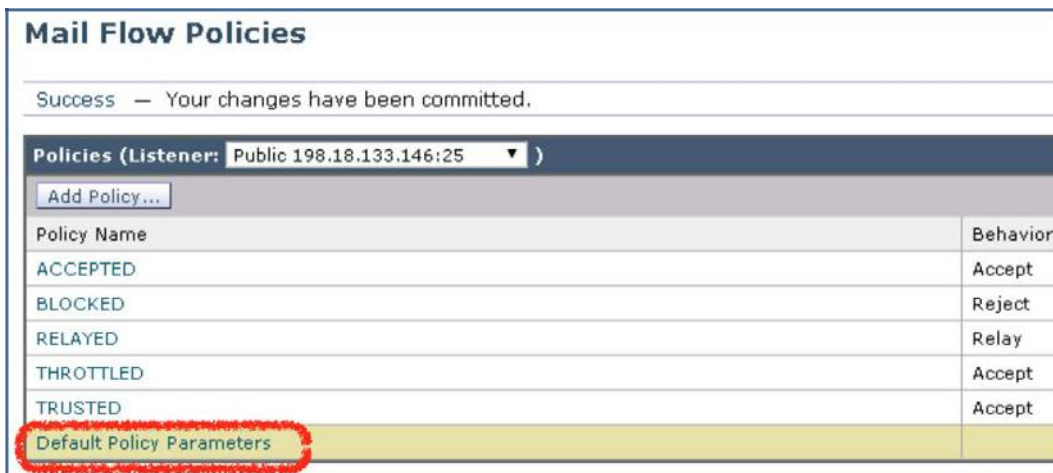 Mail Flow Policies
Success — Your changes have been committed.
Policies (Listener: Public 198.18.133.146:25 )
Add Policy...
Policy Name Behavior
ACCEPTED Accept
BLOCKED Reject
RELAYED Relay
THROTTLED Accept
TRUSTED Accept
Default Policy Parameters